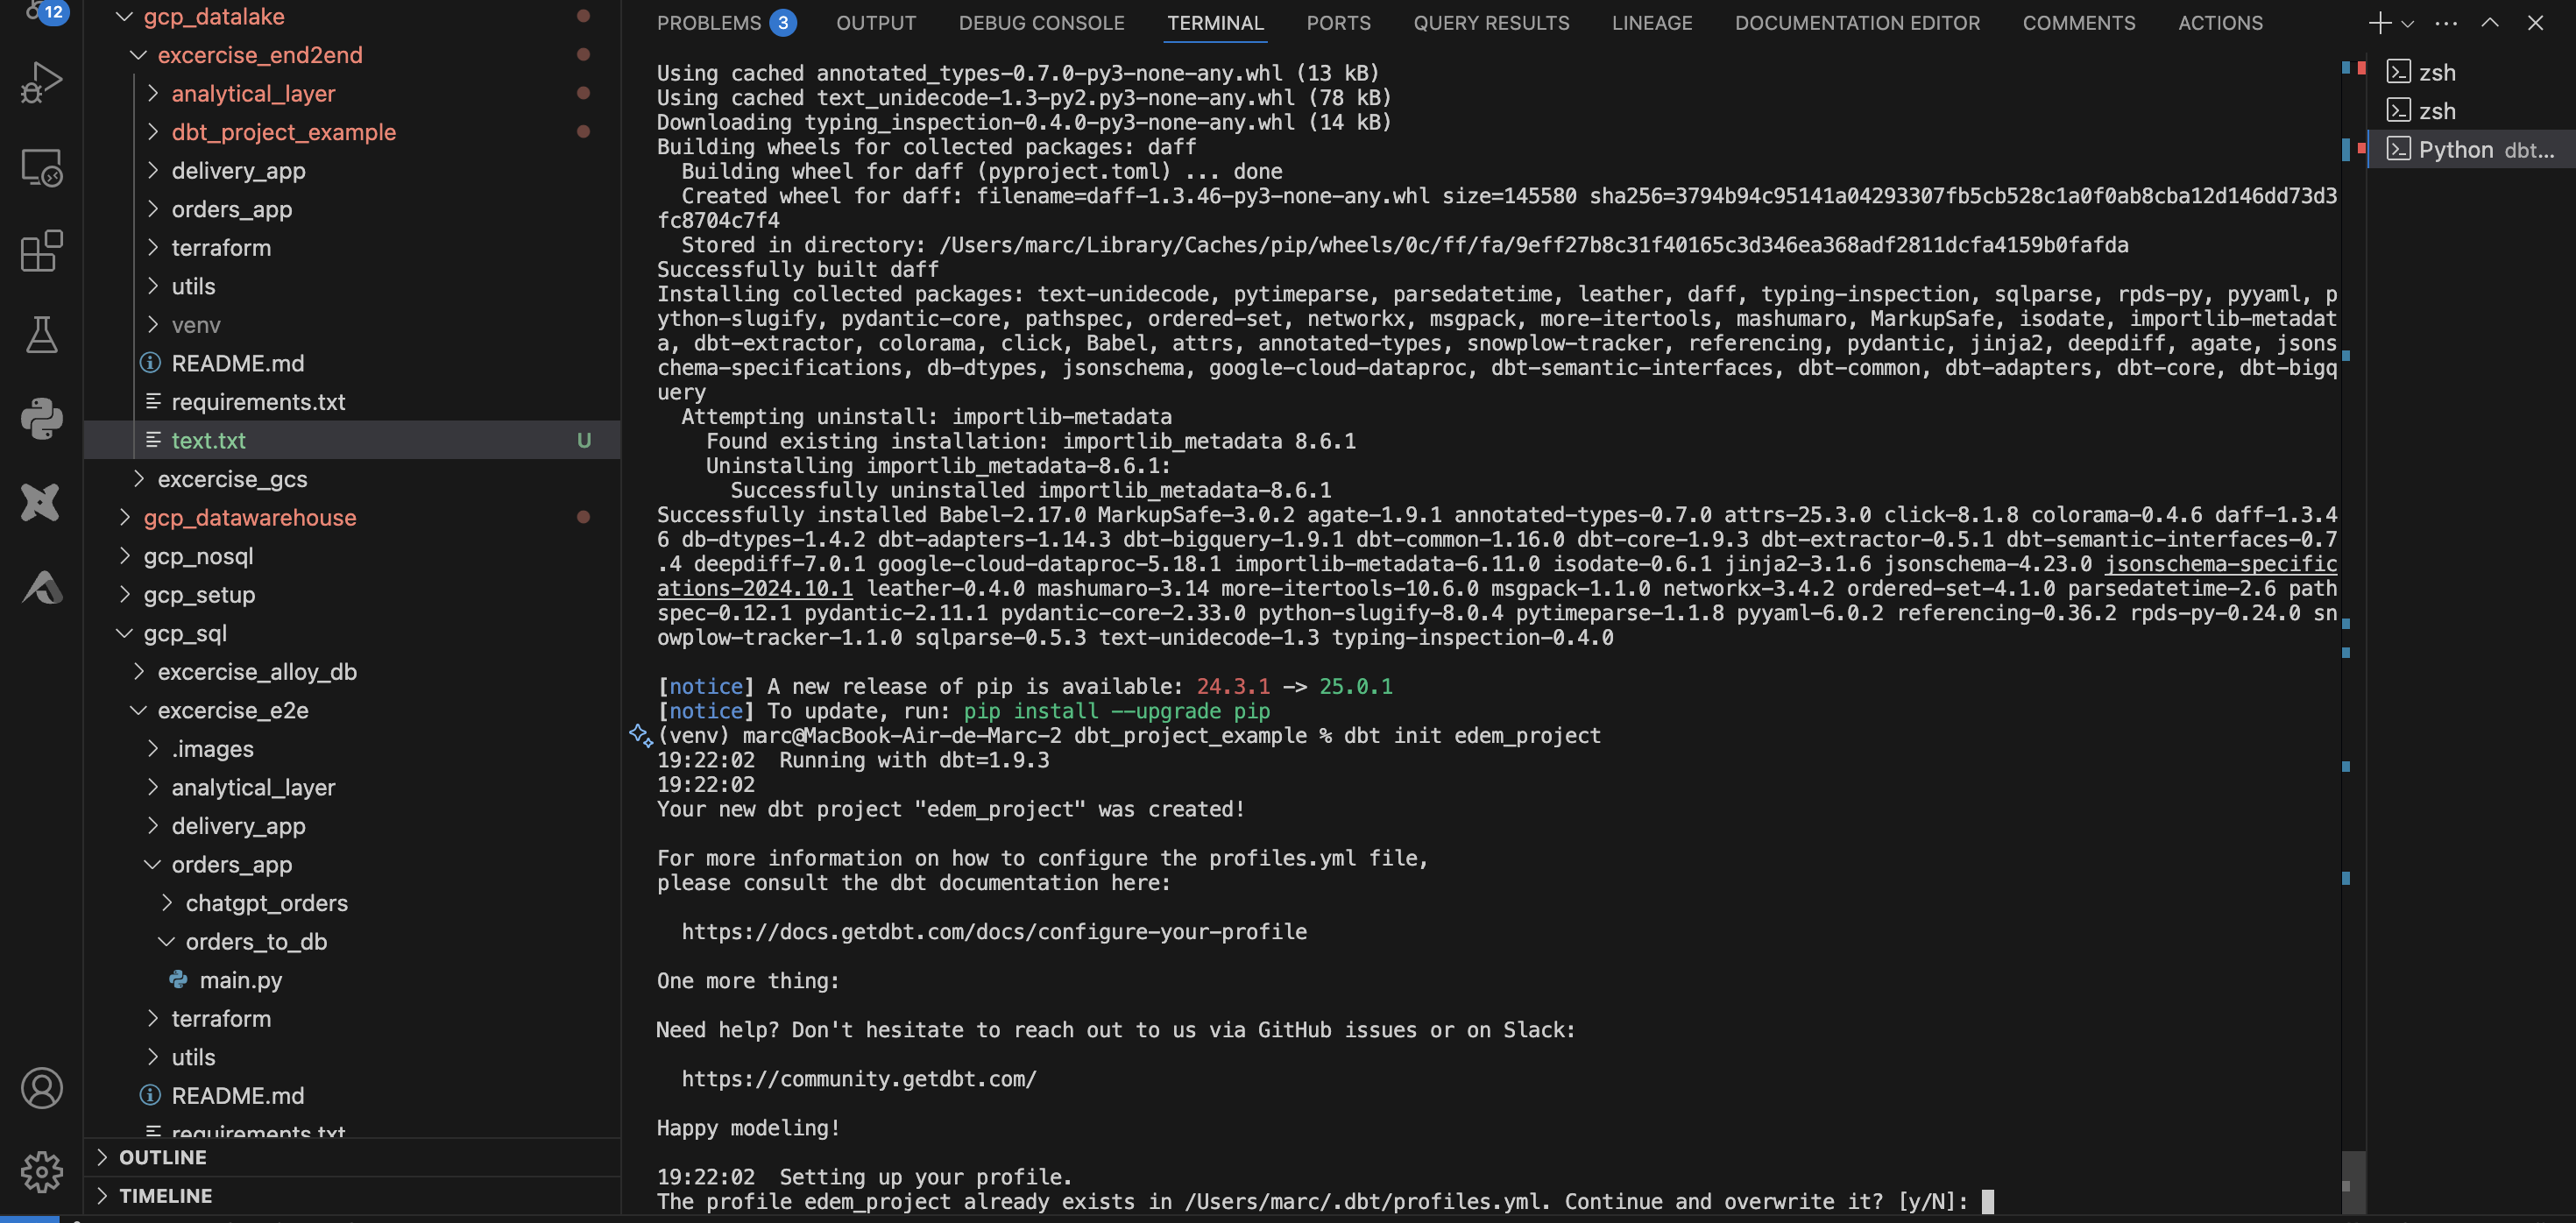 12
gcp_datalake
excercise_end2end
analytical_layer
dbt_project_example
delivery_app
orders_app
terraform
utils
venv
README.md
requirements.txt
text.txt U
excercise_gcs
gcp_datawarehouse
gcp_nosql
gcp_setup
gcp_sql
excercise_alloy_db
excercise_e2e
.images
analytical_layer
delivery_app
orders_app
chatgpt_orders
orders_to_db
main.py
terraform
utils
README.md
requirements.txt
OUTLINE
TIMELINE
PROBLEMS 3 OUTPUT DEBUG CONSOLE TERMINAL PORTS QUERY RESULTS LINEAGE DOCUMENTATION EDITOR COMMENTS ACTIONS
Using cached annotated_types-0.7.0-py3-none-any.whl (13 kB)
Using cached text_unidecode-1.3-py2.py3-none-any.whl (78 kB)
Downloading typing_inspection-0.4.0-py3-none-any.whl (14 kB)
Building wheels for collected packages: daff
Building wheel for daff (pyproject.toml) ... done
Created wheel for daff: filename=daff-1.3.46-py3-none-any.whl size=145580 sha256=3794b94c95141a04293307fb5cb528c1a0f0ab8cba12d146dd73d3
fc8704c7f4
Stored in directory: /Users/marc/Library/Caches/pip/wheels/0c/ff/fa/9eff27b8c31f40165c3d346ea368adf2811dcfa4159b0fafda
Successfully built daff
Installing collected packages: text-unidecode, pytimeparse, parsedatetime, leather, daff, typing-inspection, sqlparse, rpds-py, pyyaml, p
ython-slugify, pydantic-core, pathspec, ordered-set, networkx, msgpack, more-itertools, mashumaro, MarkupSafe, isodate, importlib-metadat
a, dbt-extractor, colorama, click, Babel, attrs, annotated-types, snowplow-tracker, referencing, pydantic, jinja2, deepdiff, agate, jsons
chema-specifications, db-dtypes, jsonschema, google-cloud-dataproc, dbt-semantic-interfaces, dbt-common, dbt-adapters, dbt-core, dbt-bigq
uery
Attempting uninstall: importlib-metadata
Found existing installation: importlib_metadata 8.6.1
Uninstalling importlib_metadata-8.6.1:
Successfully uninstalled importlib_metadata-8.6.1
Successfully installed Babel-2.17.0 MarkupSafe-3.0.2 agate-1.9.1 annotated-types-0.7.0 attrs-25.3.0 click-8.1.8 colorama-0.4.6 daff-1.3.4
6 db-dtypes-1.4.2 dbt-adapters-1.14.3 dbt-bigquery-1.9.1 dbt-common-1.16.0 dbt-core-1.9.3 dbt-extractor-0.5.1 dbt-semantic-interfaces-0.7
.4 deepdiff-7.0.1 google-cloud-dataproc-5.18.1 importlib-metadata-6.11.0 isodate-0.6.1 jinja2-3.1.6 jsonschema-4.23.0 jsonschema-specific
ations-2024.10.1 leather-0.4.0 mashumaro-3.14 more-itertools-10.6.0 msgpack-1.1.0 networkx-3.4.2 ordered-set-4.1.0 parsedatetime-2.6 path
spec-0.12.1 pydantic-2.11.1 pydantic-core-2.33.0 python-slugify-8.0.4 pytimeparse-1.1.8 pyyaml-6.0.2 referencing-0.36.2 rpds-py-0.24.0 sn
owplow-tracker-1.1.0 sqlparse-0.5.3 text-unidecode-1.3 typing-inspection-0.4.0
[notice] A new release of pip is available: 24.3.1 -> 25.0.1
[notice] To update, run: pip install --upgrade pip
(venv) marc@MacBook-Air-de-Marc-2 dbt_project_example % dbt init edem_project
19:22:02 Running with dbt=1.9.3
19:22:02
Your new dbt project "edem_project" was created!
For more information on how to configure the profiles.yml file,
please consult the dbt documentation here:
https://docs.getdbt.com/docs/configure-your-profile
One more thing:
Need help? Don't hesitate to reach out to us via GitHub issues or on Slack:
https://community.getdbt.com/
Happy modeling!
19:22:02 Setting up your profile.
The profile edem_project already exists in /Users/marc/.dbt/profiles.yml. Continue and overwrite it? [y/N]:
zsh
zsh
Python dbt...